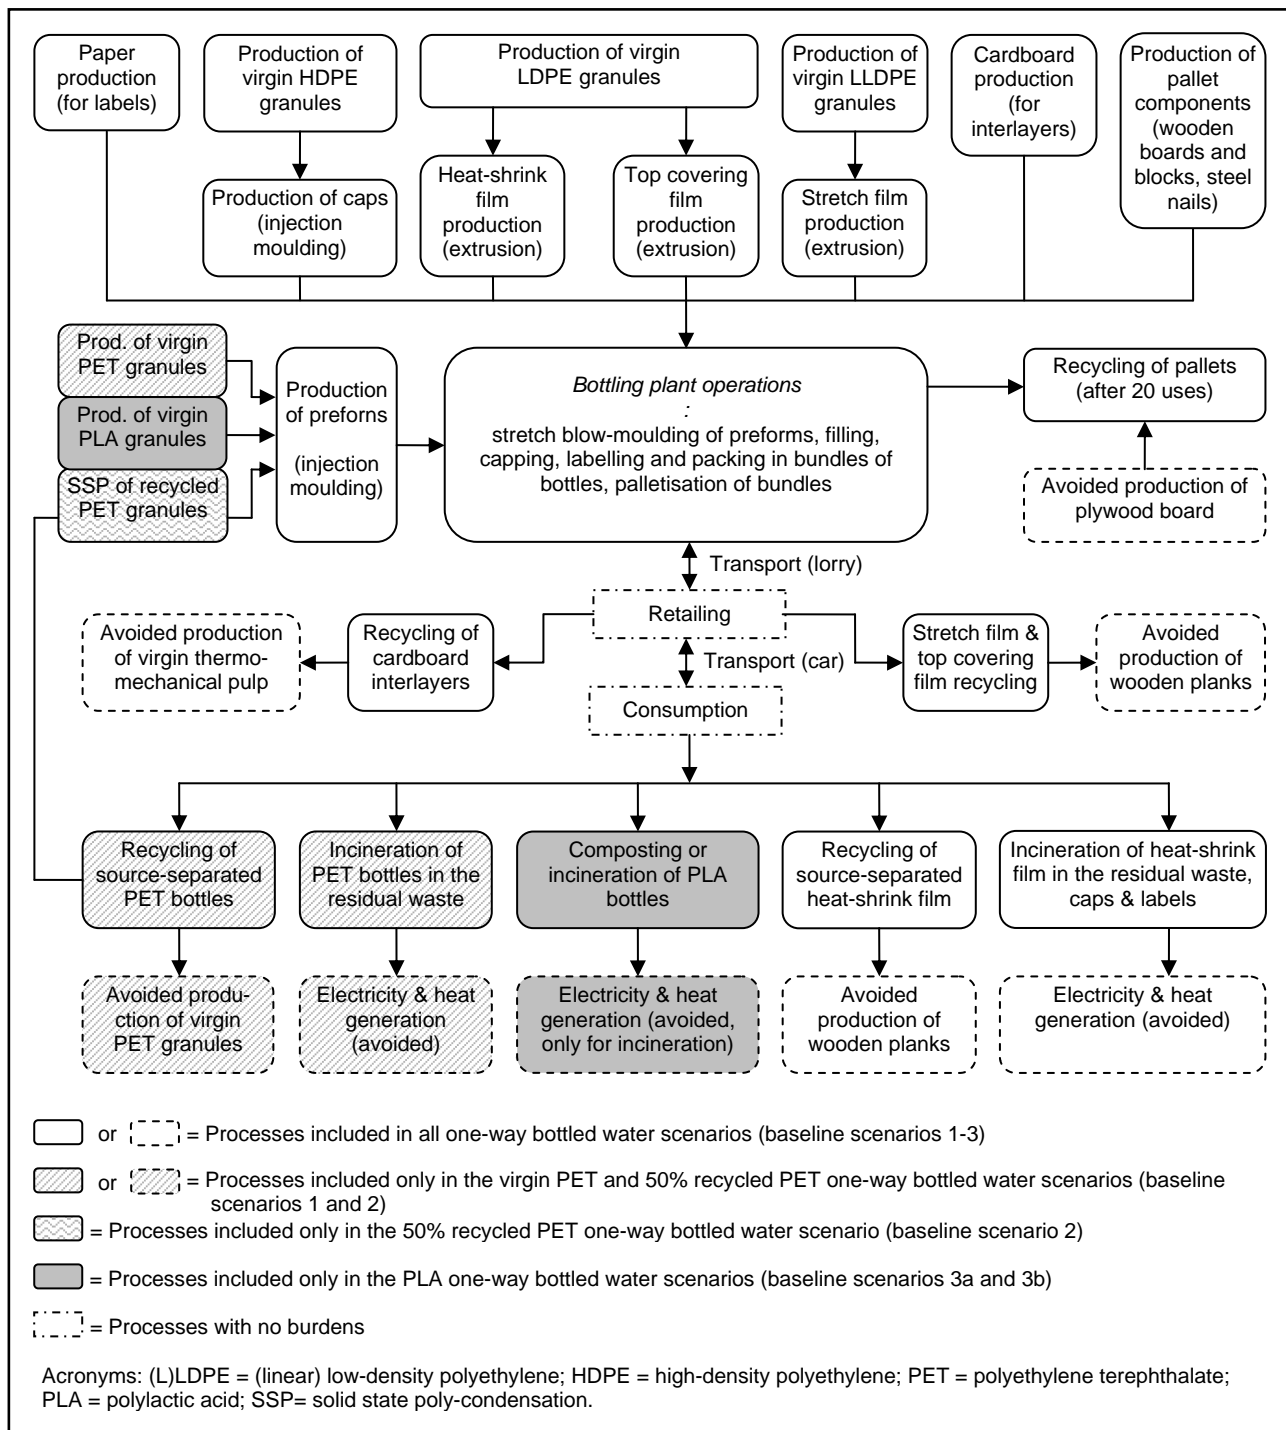 Paper
production
(for labels)
Production of
virgin HDPE
granules
Production of virgin
LDPE granules
Production of
virgin LLDPE
granules
Cardboard
production
(for
interlayers)
Production of
pallet
components
(wooden
boards and
blocks, steel
nails)
Production of caps
(injection
moulding)
Heat-shrink
film
production
(extrusion)
Top covering
film
production
(extrusion)
Stretch film
production
(extrusion)
Prod. of virgin
PET granules
Prod. of virgin
PLA granules
SSP of recycled
PET granules
Production
of preforns
(injection
moulding)
Bottling plant operations
:
stretch blow-moulding of preforms, filling,
capping, labelling and packing in bundles of
bottles, palletisation of bundles
Recycling of pallets
(after 20 uses)
Avoided production of
plywood board
Transport (lorry)
Retailing
Avoided production
of virgin thermo-
mechanical pulp
Recycling of
cardboard
interlayers
Transport (car)
Stretch film &
top covering
film recycling
Avoided
production of
wooden planks
Consumption
Recycling of
source-separated
PET bottles
Incineration of
PET bottles in the
residual waste
Composting or
incineration of PLA
bottles
Recycling of
source-separated
heat-shrink film
Incineration of heat-shrink
film in the residual waste,
caps & labels
Avoided produ-
ction of virgin
PET granules
Electricity & heat
generation
(avoided)
Electricity & heat
generation (avoided,
only for incineration)
Avoided
production of
wooden planks
Electricity & heat
generation (avoided)
or = Processes included in all one-way bottled water scenarios (baseline scenarios 1-3)
or = Processes included only in the virgin PET and 50% recycled PET one-way bottled water scenarios (baseline
scenarios 1 and 2)
= Processes included only in the 50% recycled PET one-way bottled water scenario (baseline scenario 2)
= Processes included only in the PLA one-way bottled water scenarios (baseline scenarios 3a and 3b)
= Processes with no burdens
Acronyms: (L)LDPE = (linear) low-density polyethylene; HDPE = high-density polyethylene; PET = polyethylene terephthalate;
PLA = polylactic acid; SSP= solid state poly-condensation.